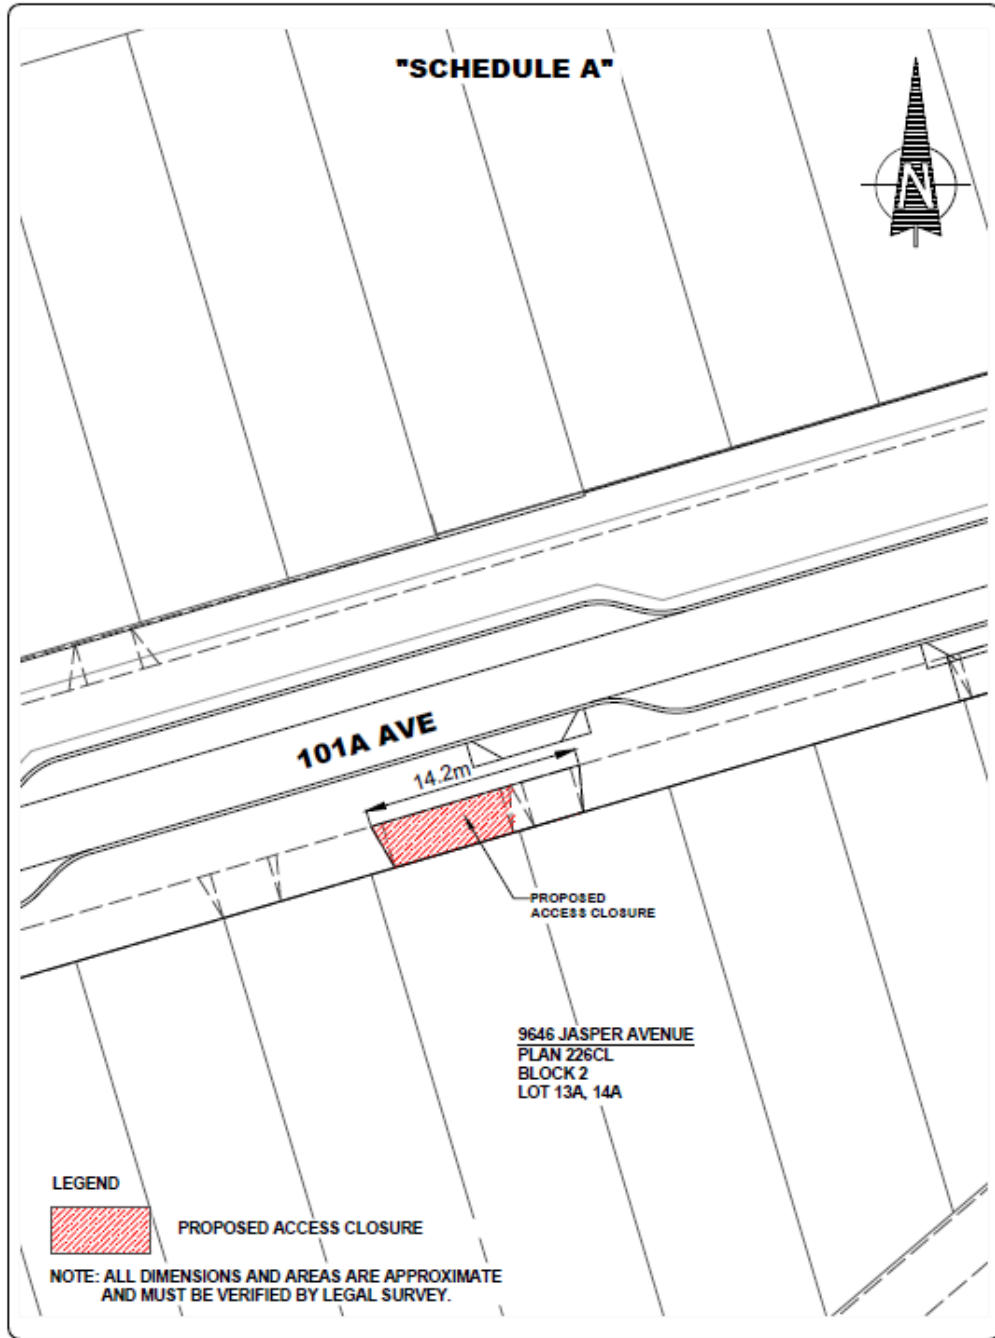 "SCHEDULE A"
N
101A AVE
14.2m
PROPOSED
ACCESS CLOSURE
9646 JASPER AVENUE
PLAN 226CL
BLOCK 2
LOT 13A, 14A
LEGEND
PROPOSED ACCESS CLOSURE
NOTE: ALL DIMENSIONS AND AREAS ARE APPROXIMATE
AND MUST BE VERIFIED BY LEGAL SURVEY.